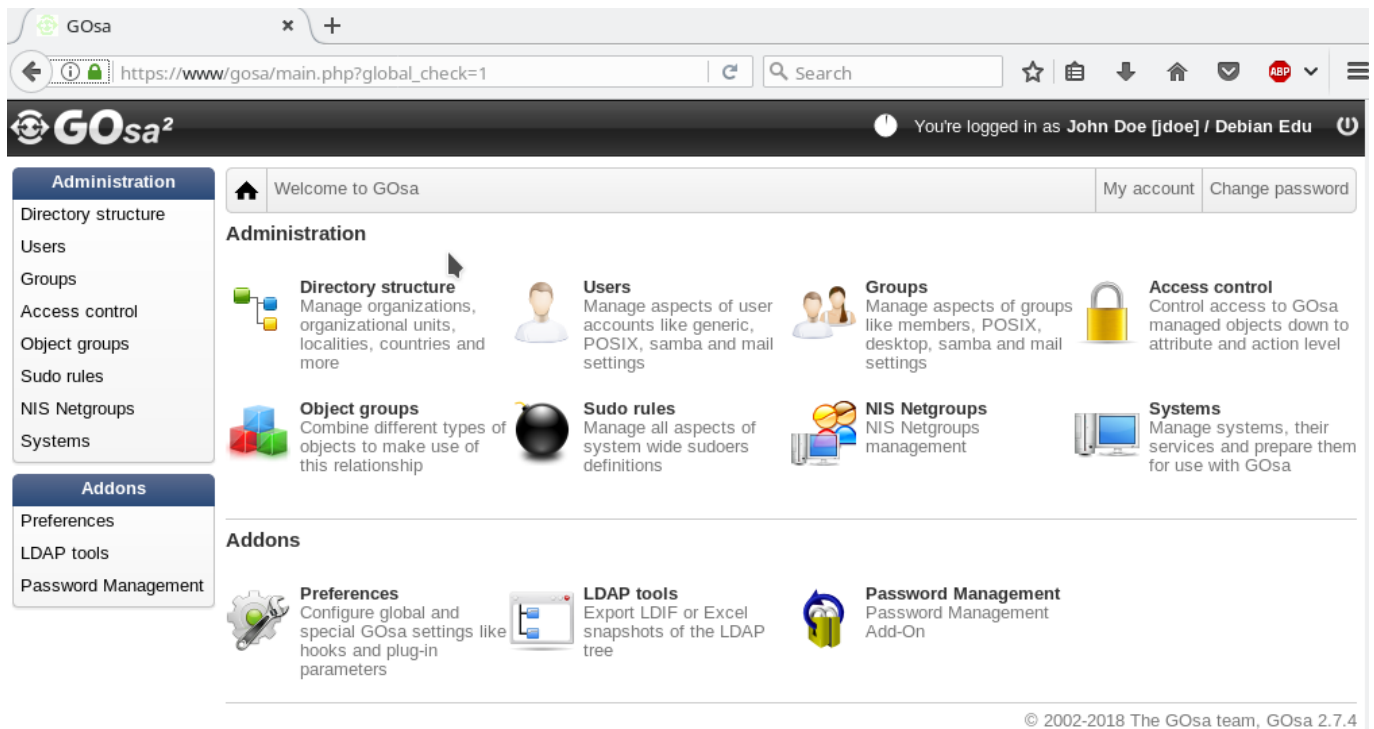 GOsa
https://www/gosa/main.php?global_check=1
Search
ABP
GOsa²
You're logged in as John Doe [jdoe] / Debian Edu
Administration
Directory structure
Users
Groups
Access control
Object groups
Sudo rules
NIS Netgroups
Systems
Addons
Preferences
LDAP tools
Password Management
Welcome to GOsa
My account
Change password
Administration
Directory structure
Manage organizations,
organizational units,
localities, countries and
more
Users
Manage aspects of user
accounts like generic,
POSIX, samba and mail
settings
Groups
Manage aspects of groups
like members, POSIX,
desktop, samba and mail
settings
Access control
Control access to GOsa
managed objects down to
attribute and action level
Object groups
Combine different types of
objects to make use of
this relationship
Sudo rules
Manage all aspects of
system wide sudoers
definitions
NIS Netgroups
NIS Netgroups
management
Systems
Manage systems, their
services and prepare them
for use with GOsa
Addons
Preferences
Configure global and
special GOsa settings like
hooks and plug-in
parameters
LDAP tools
Export LDIF or Excel
snapshots of the LDAP
tree
Password Management
Password Management
Add-On
© 2002-2018 The GOsa team, GOsa 2.7.4